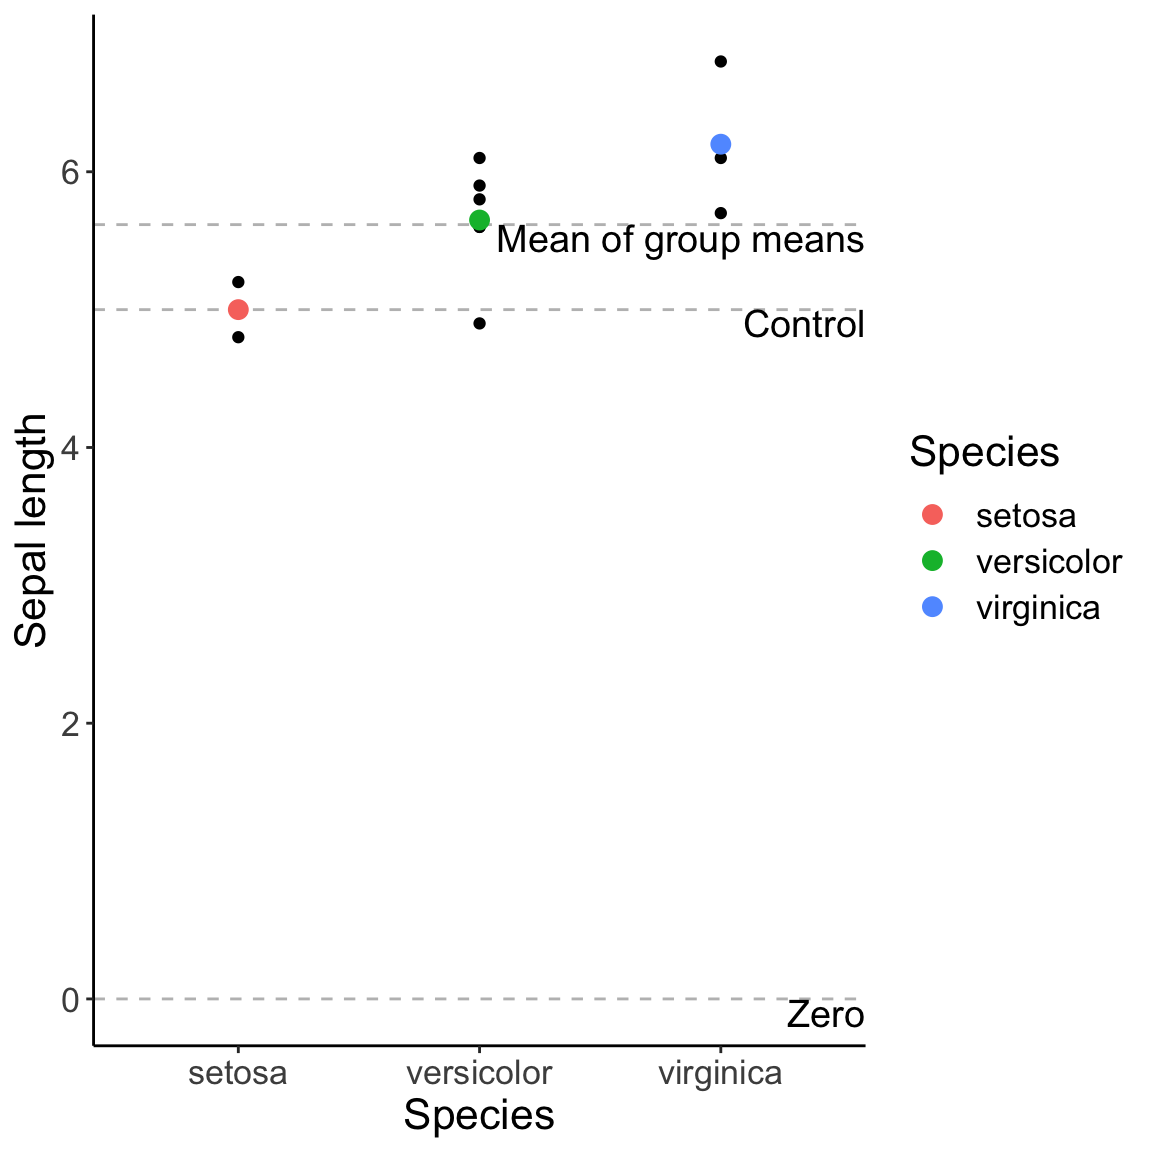 Sepal length
6
4
2
0
Mean of group means
Control
Zero
setosa
versicolor
virginica
Species
Species
setosa
versicolor
virginica